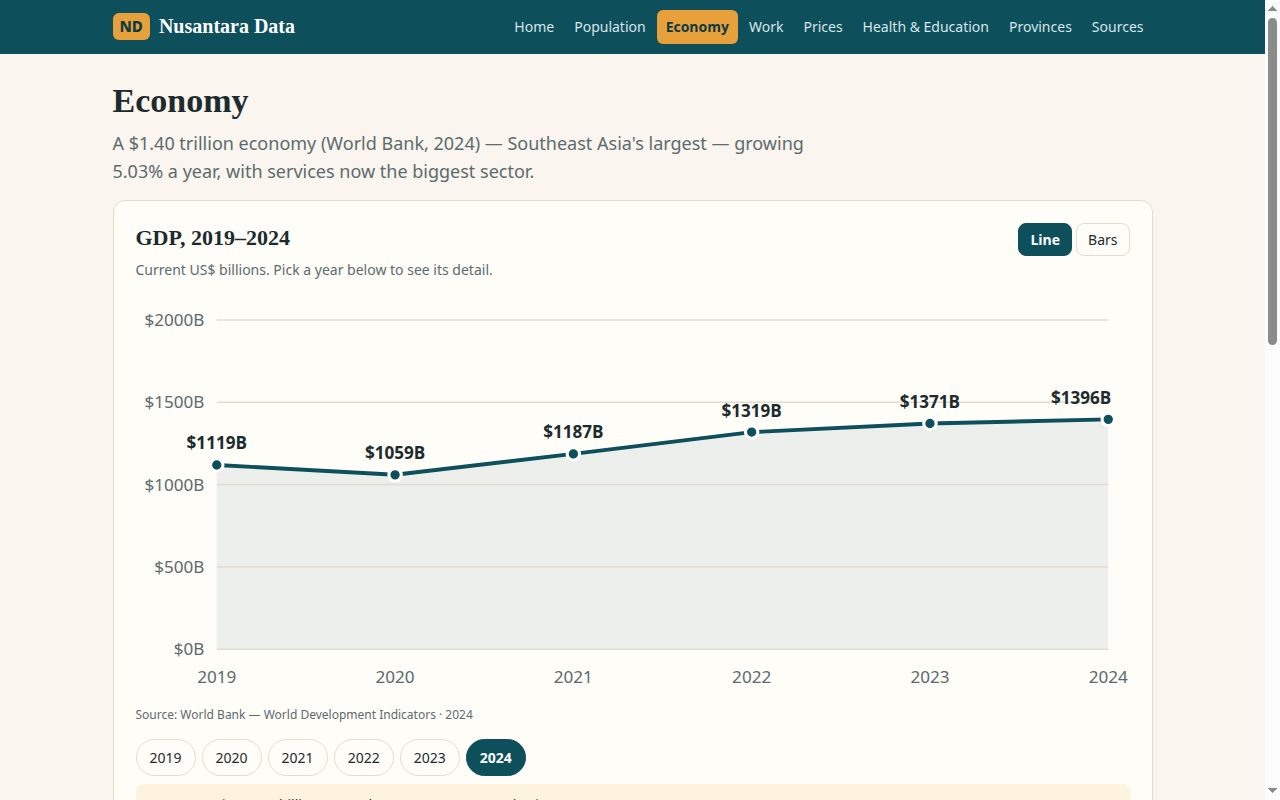 ND Nusantara Data Home Population Economy Work Prices Health & Education Provinces Sources
Economy
A $1.40 trillion economy (World Bank, 2024) — Southeast Asia's largest — growing
5.03% a year, with services now the biggest sector.
GDP, 2019–2024 Line Bars
Current US$ billions. Pick a year below to see its detail.
$2000B
$1500B
$1000B
$500B
$0B
$1119B $1059B $1187B $1319B $1371B $1396B
2019 2020 2021 2022 2023 2024
Source: World Bank — World Development Indicators · 2024
2019 2020 2021 2022 2023 2024